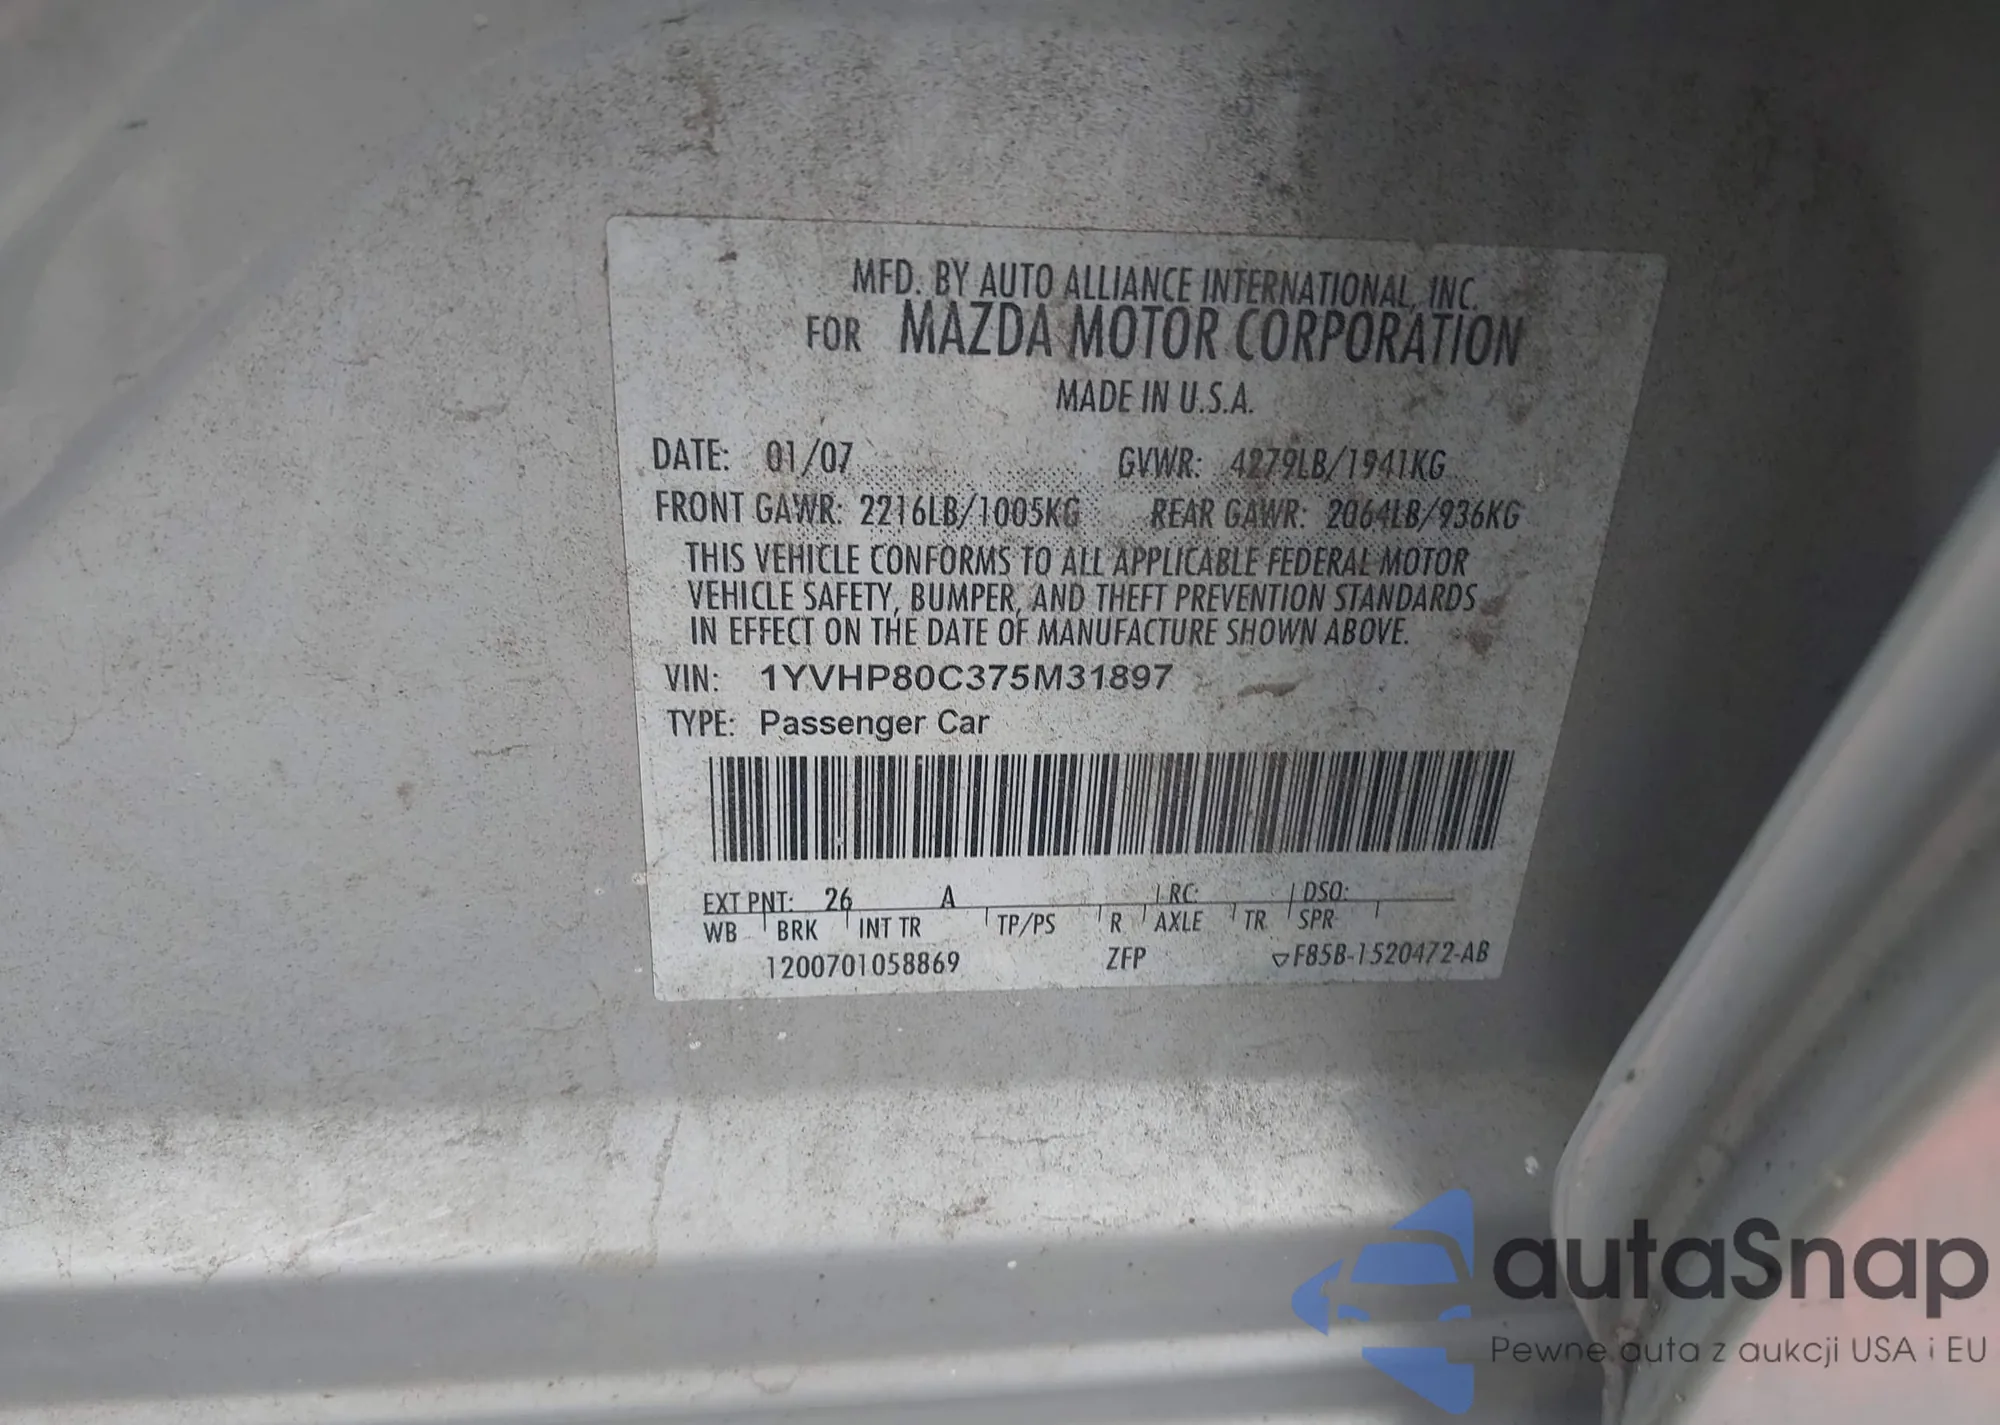 MFD. BY AUTO ALLIANCE INTERNATIONAL, INC.
FOR MAZDA MOTOR CORPORATION
MADE IN U.S.A.
DATE: 01/07 GVWR: 4279LB/1941KG
FRONT GAWR: 2216LB/1005KG REAR GAWR: 2064LB/936KG
THIS VEHICLE CONFORMS TO ALL APPLICABLE FEDERAL MOTOR
VEHICLE SAFETY, BUMPER, AND THEFT PREVENTION STANDARDS
IN EFFECT ON THE DATE OF MANUFACTURE SHOWN ABOVE.
VIN: 1YVHP80C375M31897
TYPE: Passenger Car
EXT PNT: 26 A RC: DSO:
WB BRK INT TR TP/PS R AXLE TR SPR
1200701058869 ZFP ▽F85B-1520472-AB
autaSnap
Pewne auta z aukcji USA i EU